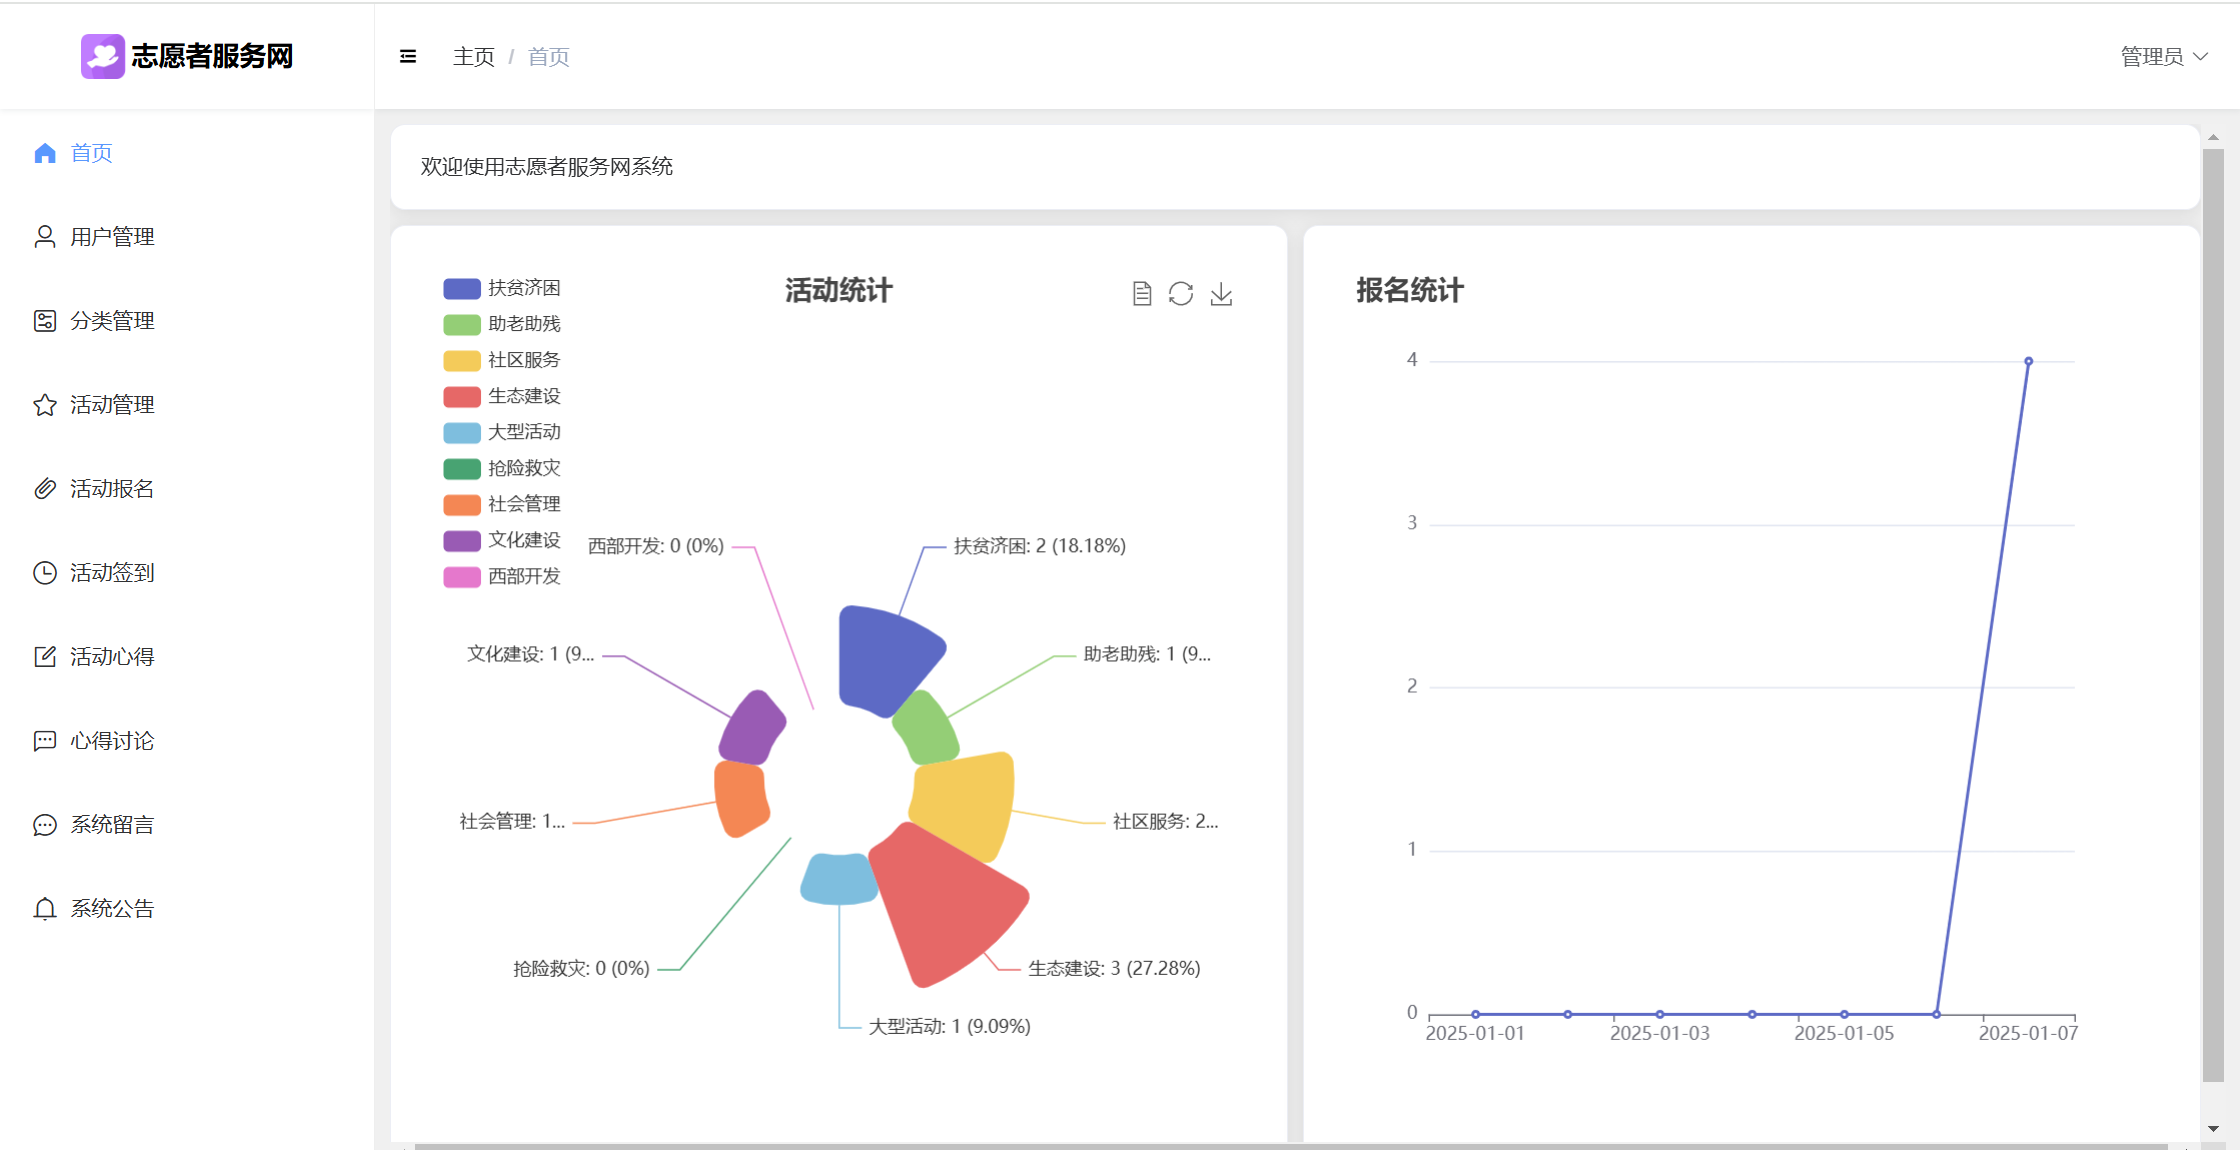 志愿者服务网
主页 / 首页
管理员
首页
用户管理
分类管理
活动管理
活动报名
活动签到
活动心得
心得讨论
系统留言
系统公告
欢迎使用志愿者服务网系统
活动统计
扶贫济困
助老助残
社区服务
生态建设
大型活动
抢险救灾
社会管理
文化建设
西部开发
西部开发: 0 (0%)
扶贫济困: 2 (18.18%)
文化建设: 1 (9...
助老助残: 1 (9...
社会管理: 1...
社区服务: 2...
抢险救灾: 0 (0%)
生态建设: 3 (27.28%)
大型活动: 1 (9.09%)
报名统计
4
3
2
1
0
2025-01-01
2025-01-03
2025-01-05
2025-01-07